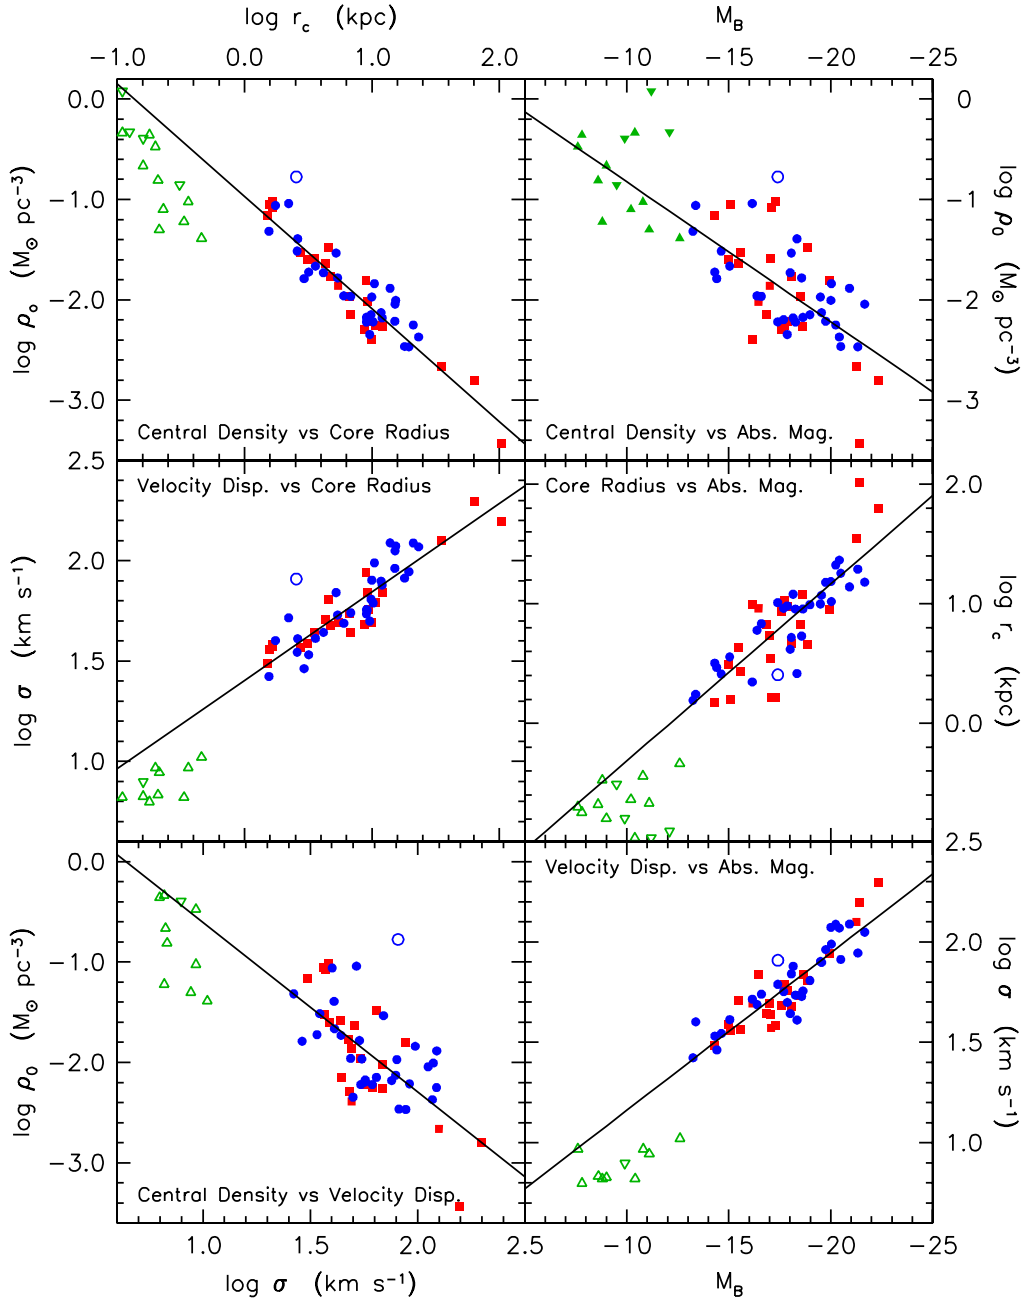 log r_c (kpc) M_B
−1.0 0.0 1.0 2.0 −10 −15 −20 −25
0.0 −1.0 −2.0 −3.0
log ρ_o (M_⊙ pc⁻³)
Central Density vs Core Radius
Central Density vs Abs. Mag.
0 −1 −2 −3
log ρ_0 (M_⊙ pc⁻³)
2.5 2.0 1.5 1.0
log σ (km s⁻¹)
Velocity Disp. vs Core Radius
Core Radius vs Abs. Mag.
2.0 1.0 0.0
log r_c (kpc)
0.0 −1.0 −2.0 −3.0
log ρ_0 (M_⊙ pc⁻³)
Central Density vs Velocity Disp.
Velocity Disp. vs Abs. Mag.
2.5 2.0 1.5 1.0
log σ (km s⁻¹)
1.0 1.5 2.0 2.5 −10 −15 −20 −25
log σ (km s⁻¹) M_B